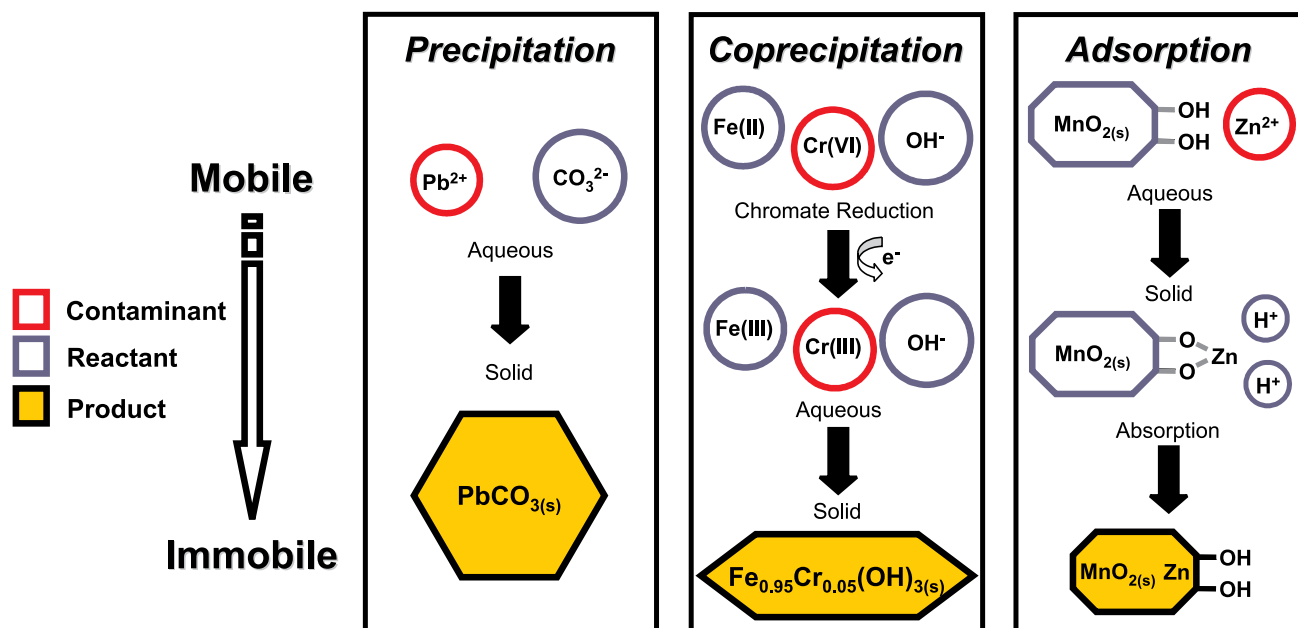 Mobile
Immobile
Contaminant
Reactant
Product
Precipitation
Pb²⁺
CO₃²⁻
Aqueous
Solid
PbCO₃₍ₛ₎
Coprecipitation
Fe(II)
Cr(VI)
OH-
Chromate Reduction
e-
Fe(III)
Cr(III)
OH-
Aqueous
Solid
Fe₀.₉₅Cr₀.₀₅(OH)₃₍ₛ₎
Adsorption
MnO₂₍ₛ₎
OH
OH
Zn²⁺
Aqueous
Solid
MnO₂₍ₛ₎
O
O
Zn
H⁺
H⁺
Absorption
MnO₂₍ₛ₎ Zn
OH
OH